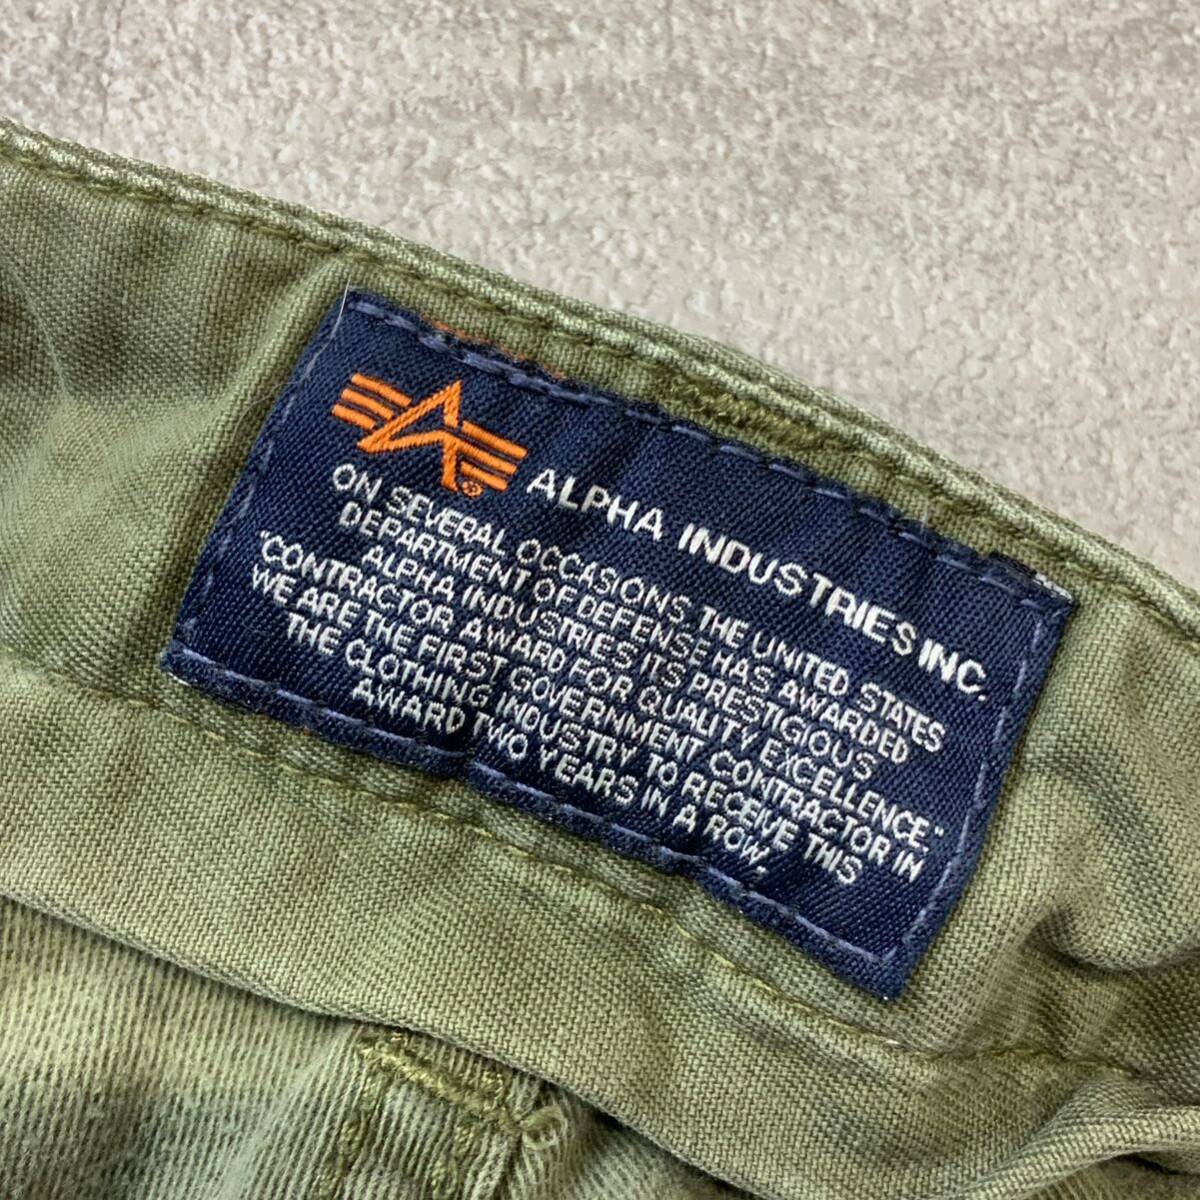 ALPHA INDUSTRIES INC.
ON SEVERAL OCCASIONS THE UNITED STATES
DEPARTMENT OF DEFENSE HAS AWARDED
ALPHA INDUSTRIES ITS PRESTIGIOUS
"CONTRACTOR AWARD FOR QUALITY EXCELLENCE."
WE ARE THE FIRST GOVERNMENT CONTRACTOR IN
THE CLOTHING INDUSTRY TO RECEIVE THIS
AWARD TWO YEARS IN A ROW.